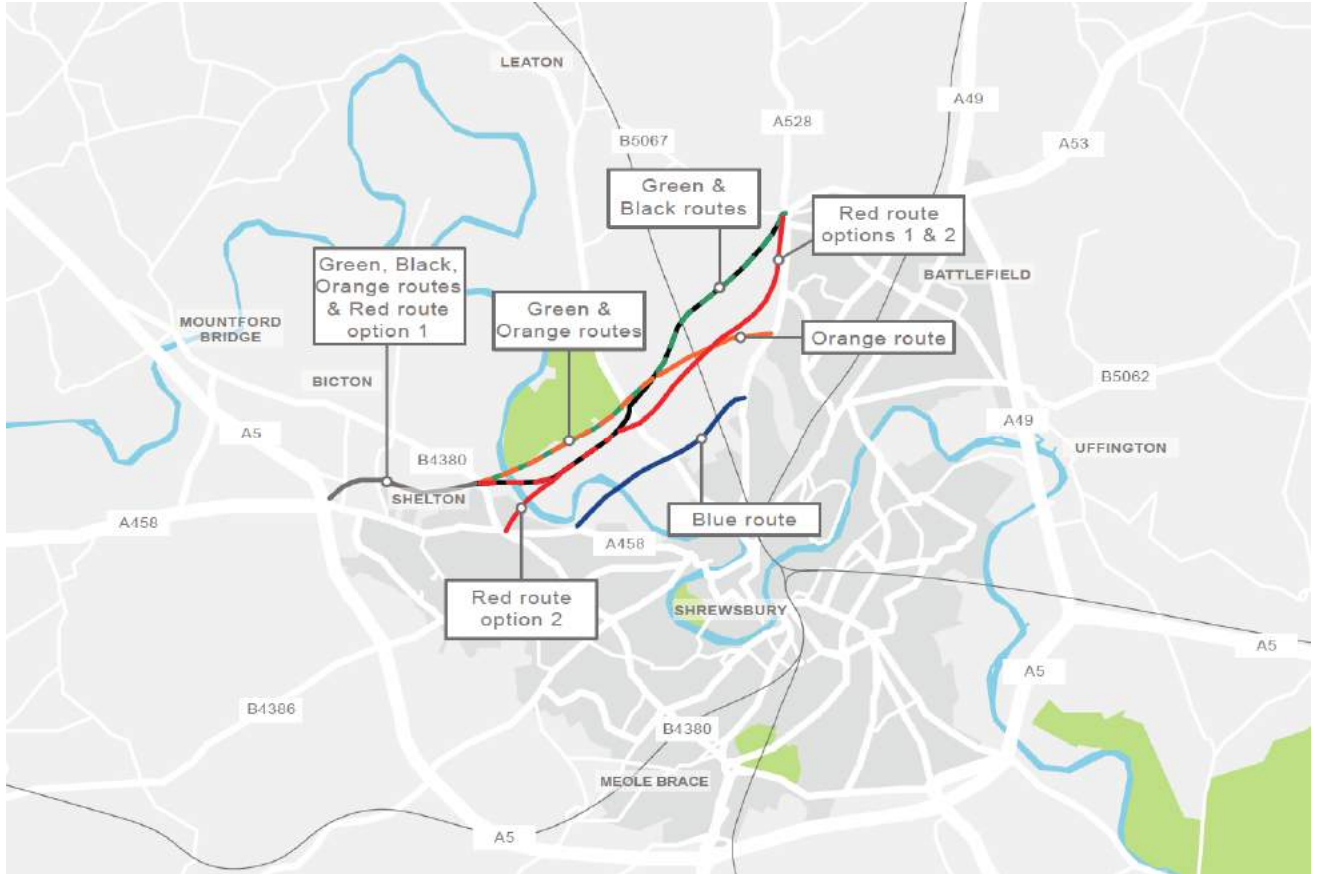 LEATON
A49
A528
B5067
A53
Green &
Black routes
Red route
options 1 & 2
Green, Black,
Orange routes
& Red route
option 1
BATTLEFIELD
Green &
Orange routes
MOUNTFORD
BRIDGE
Orange route
BICTON
B5062
A5
A49
UFFINGTON
B4380
SHELTON
A458
Blue route
A458
Red route
option 2
SHREWSBURY
A5
A5
B4386
B4380
MEOLE BRACE
A5